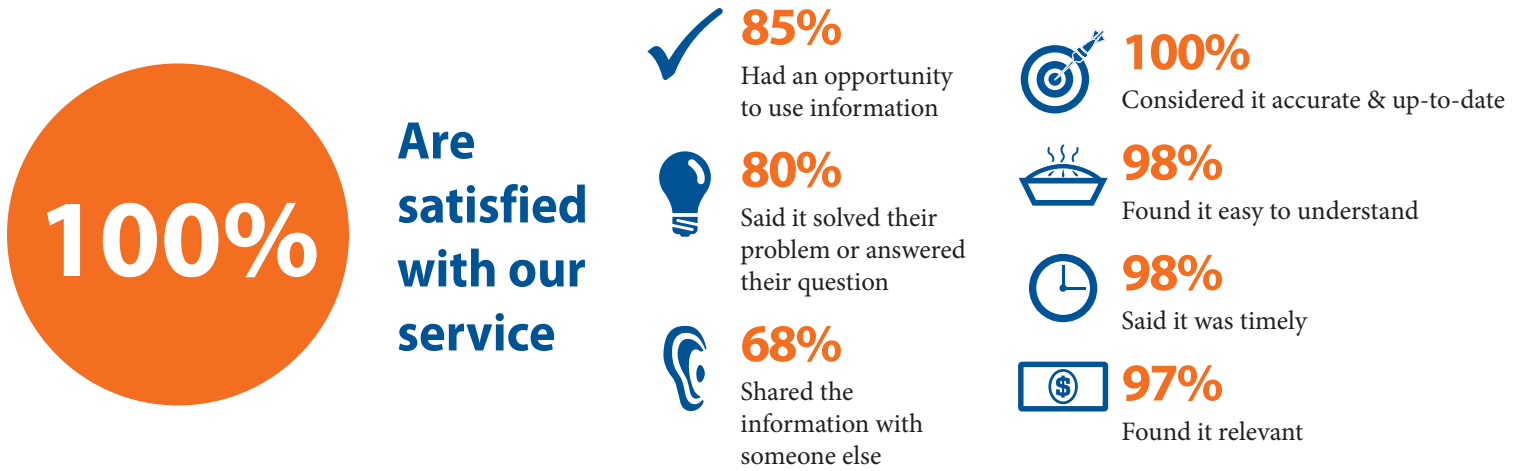 100%
Are
satisfied
with our
service
85%
Had an opportunity
to use information
80%
Said it solved their
problem or answered
their question
68%
Shared the
information with
someone else
100%
Considered it accurate & up-to-date
98%
Found it easy to understand
98%
Said it was timely
$
97%
Found it relevant